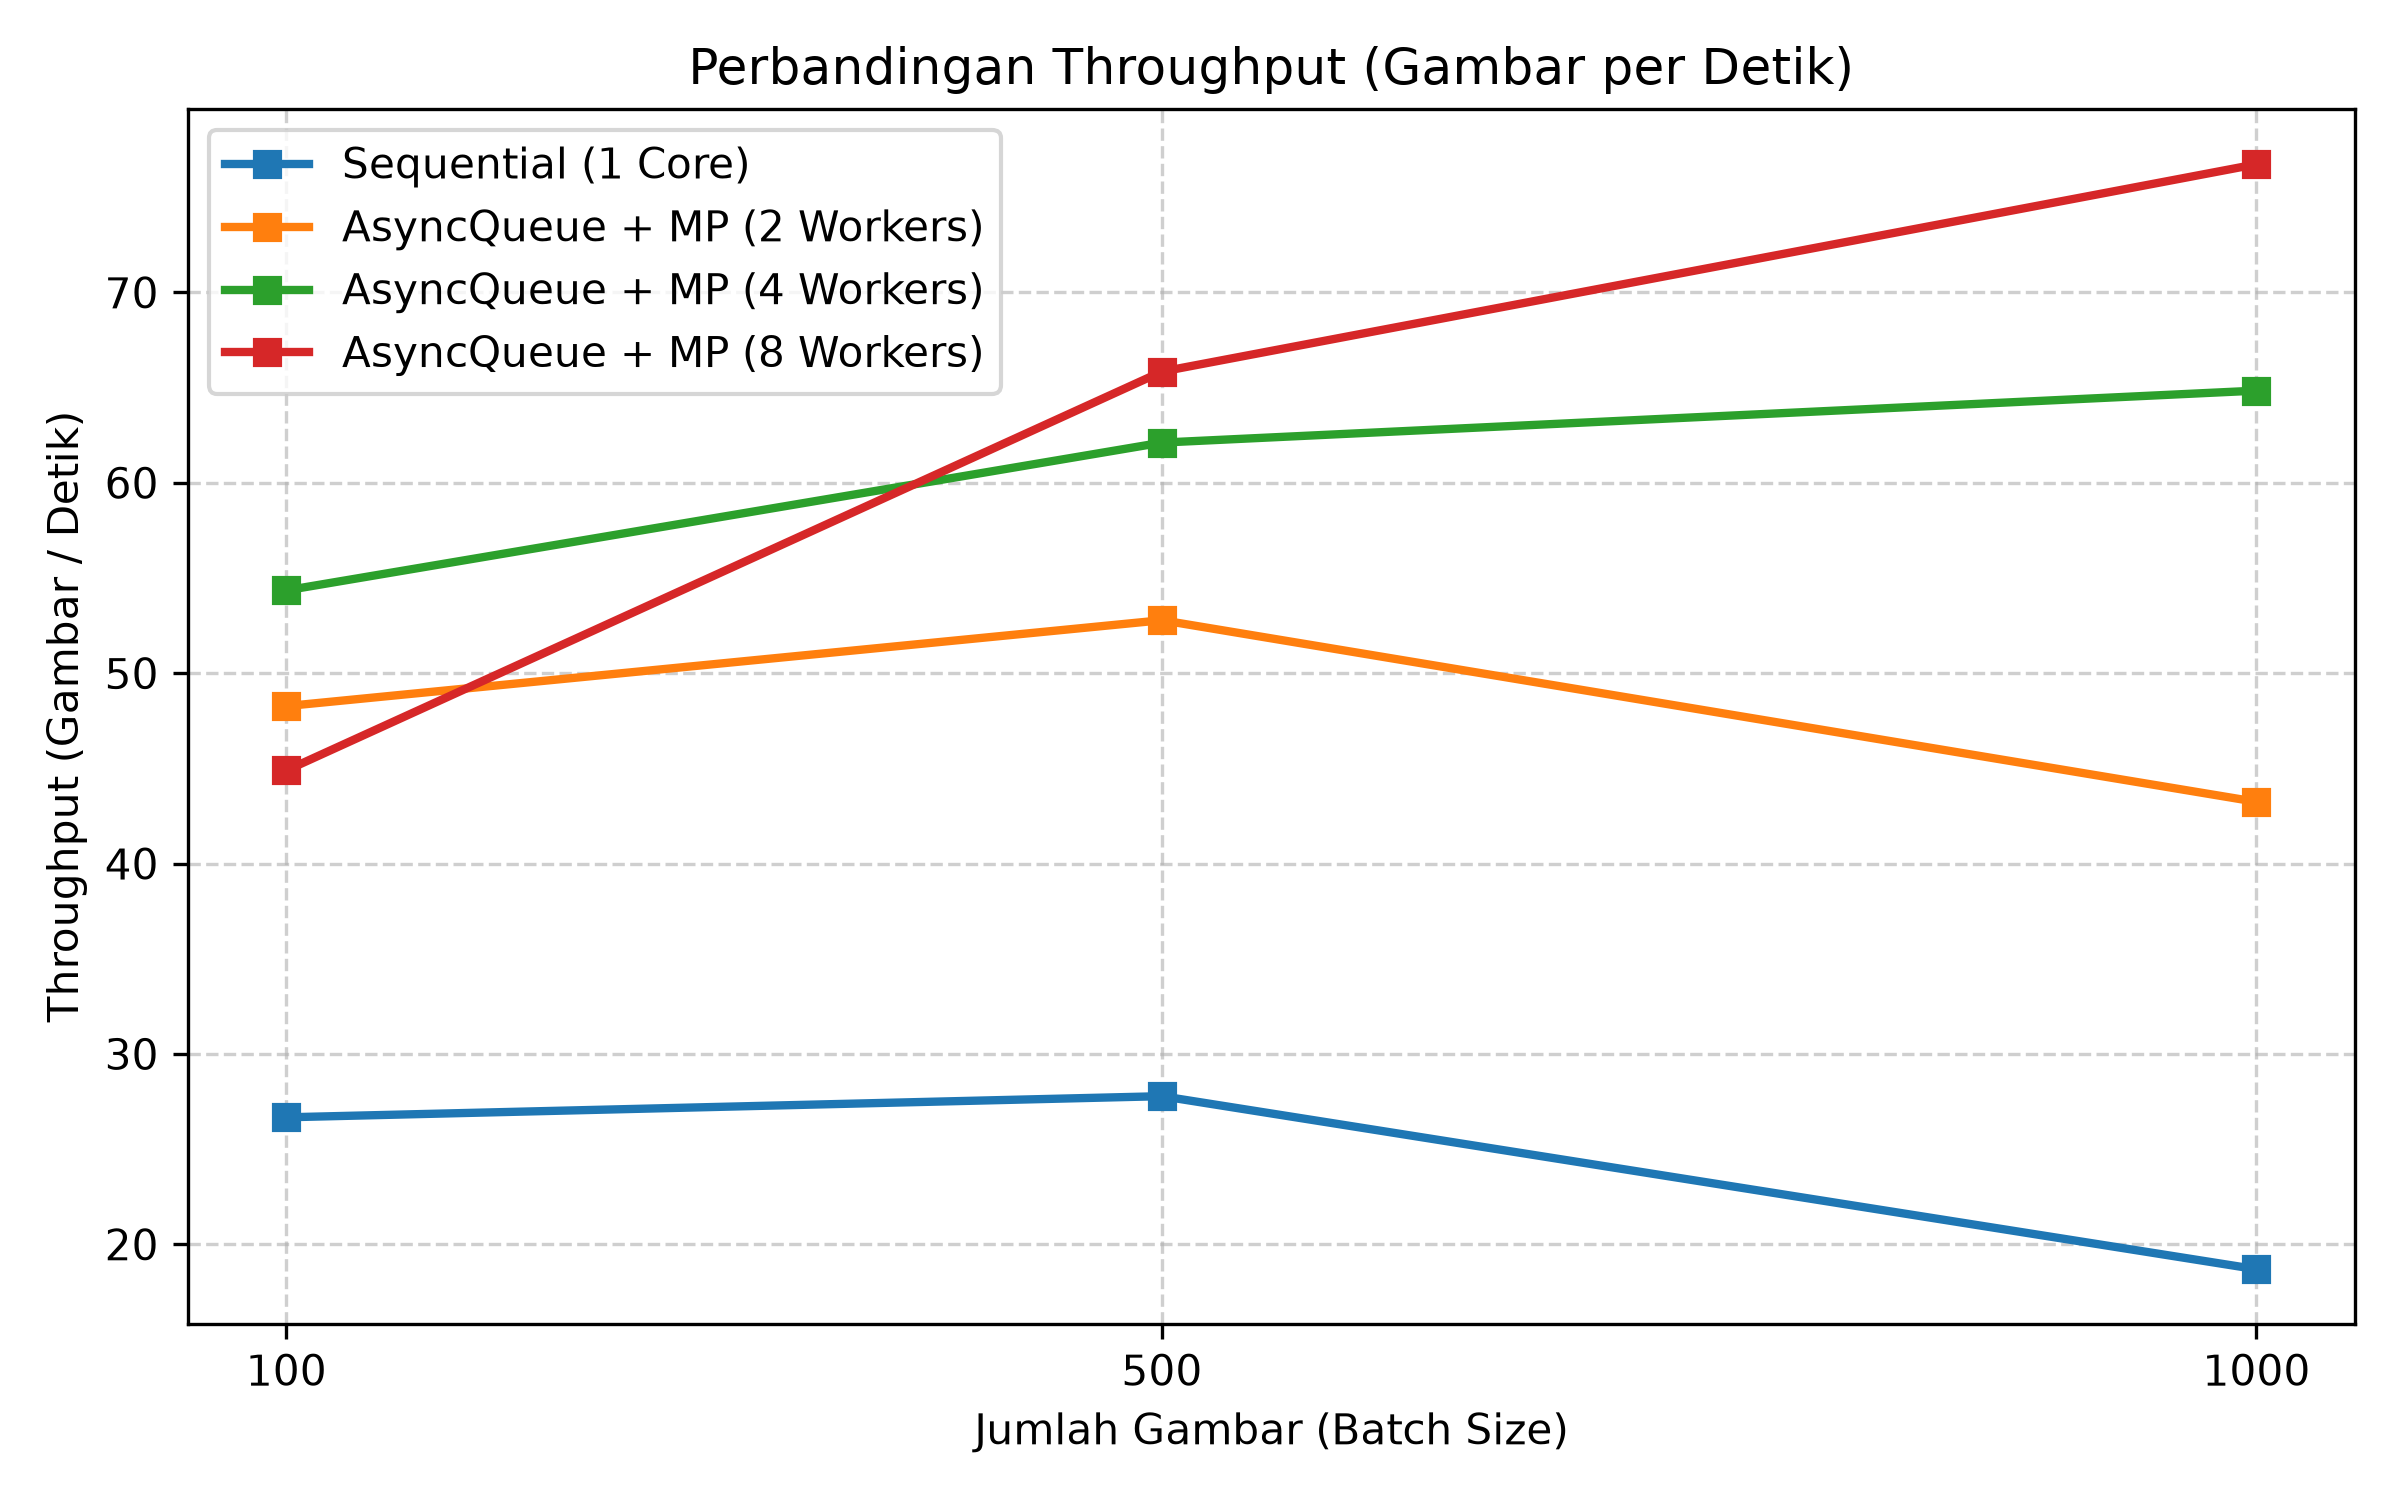 Perbandingan Throughput (Gambar per Detik)
Sequential (1 Core)
AsyncQueue + MP (2 Workers)
AsyncQueue + MP (4 Workers)
AsyncQueue + MP (8 Workers)
Throughput (Gambar / Detik)
70
60
50
40
30
20
100 500 1000
Jumlah Gambar (Batch Size)